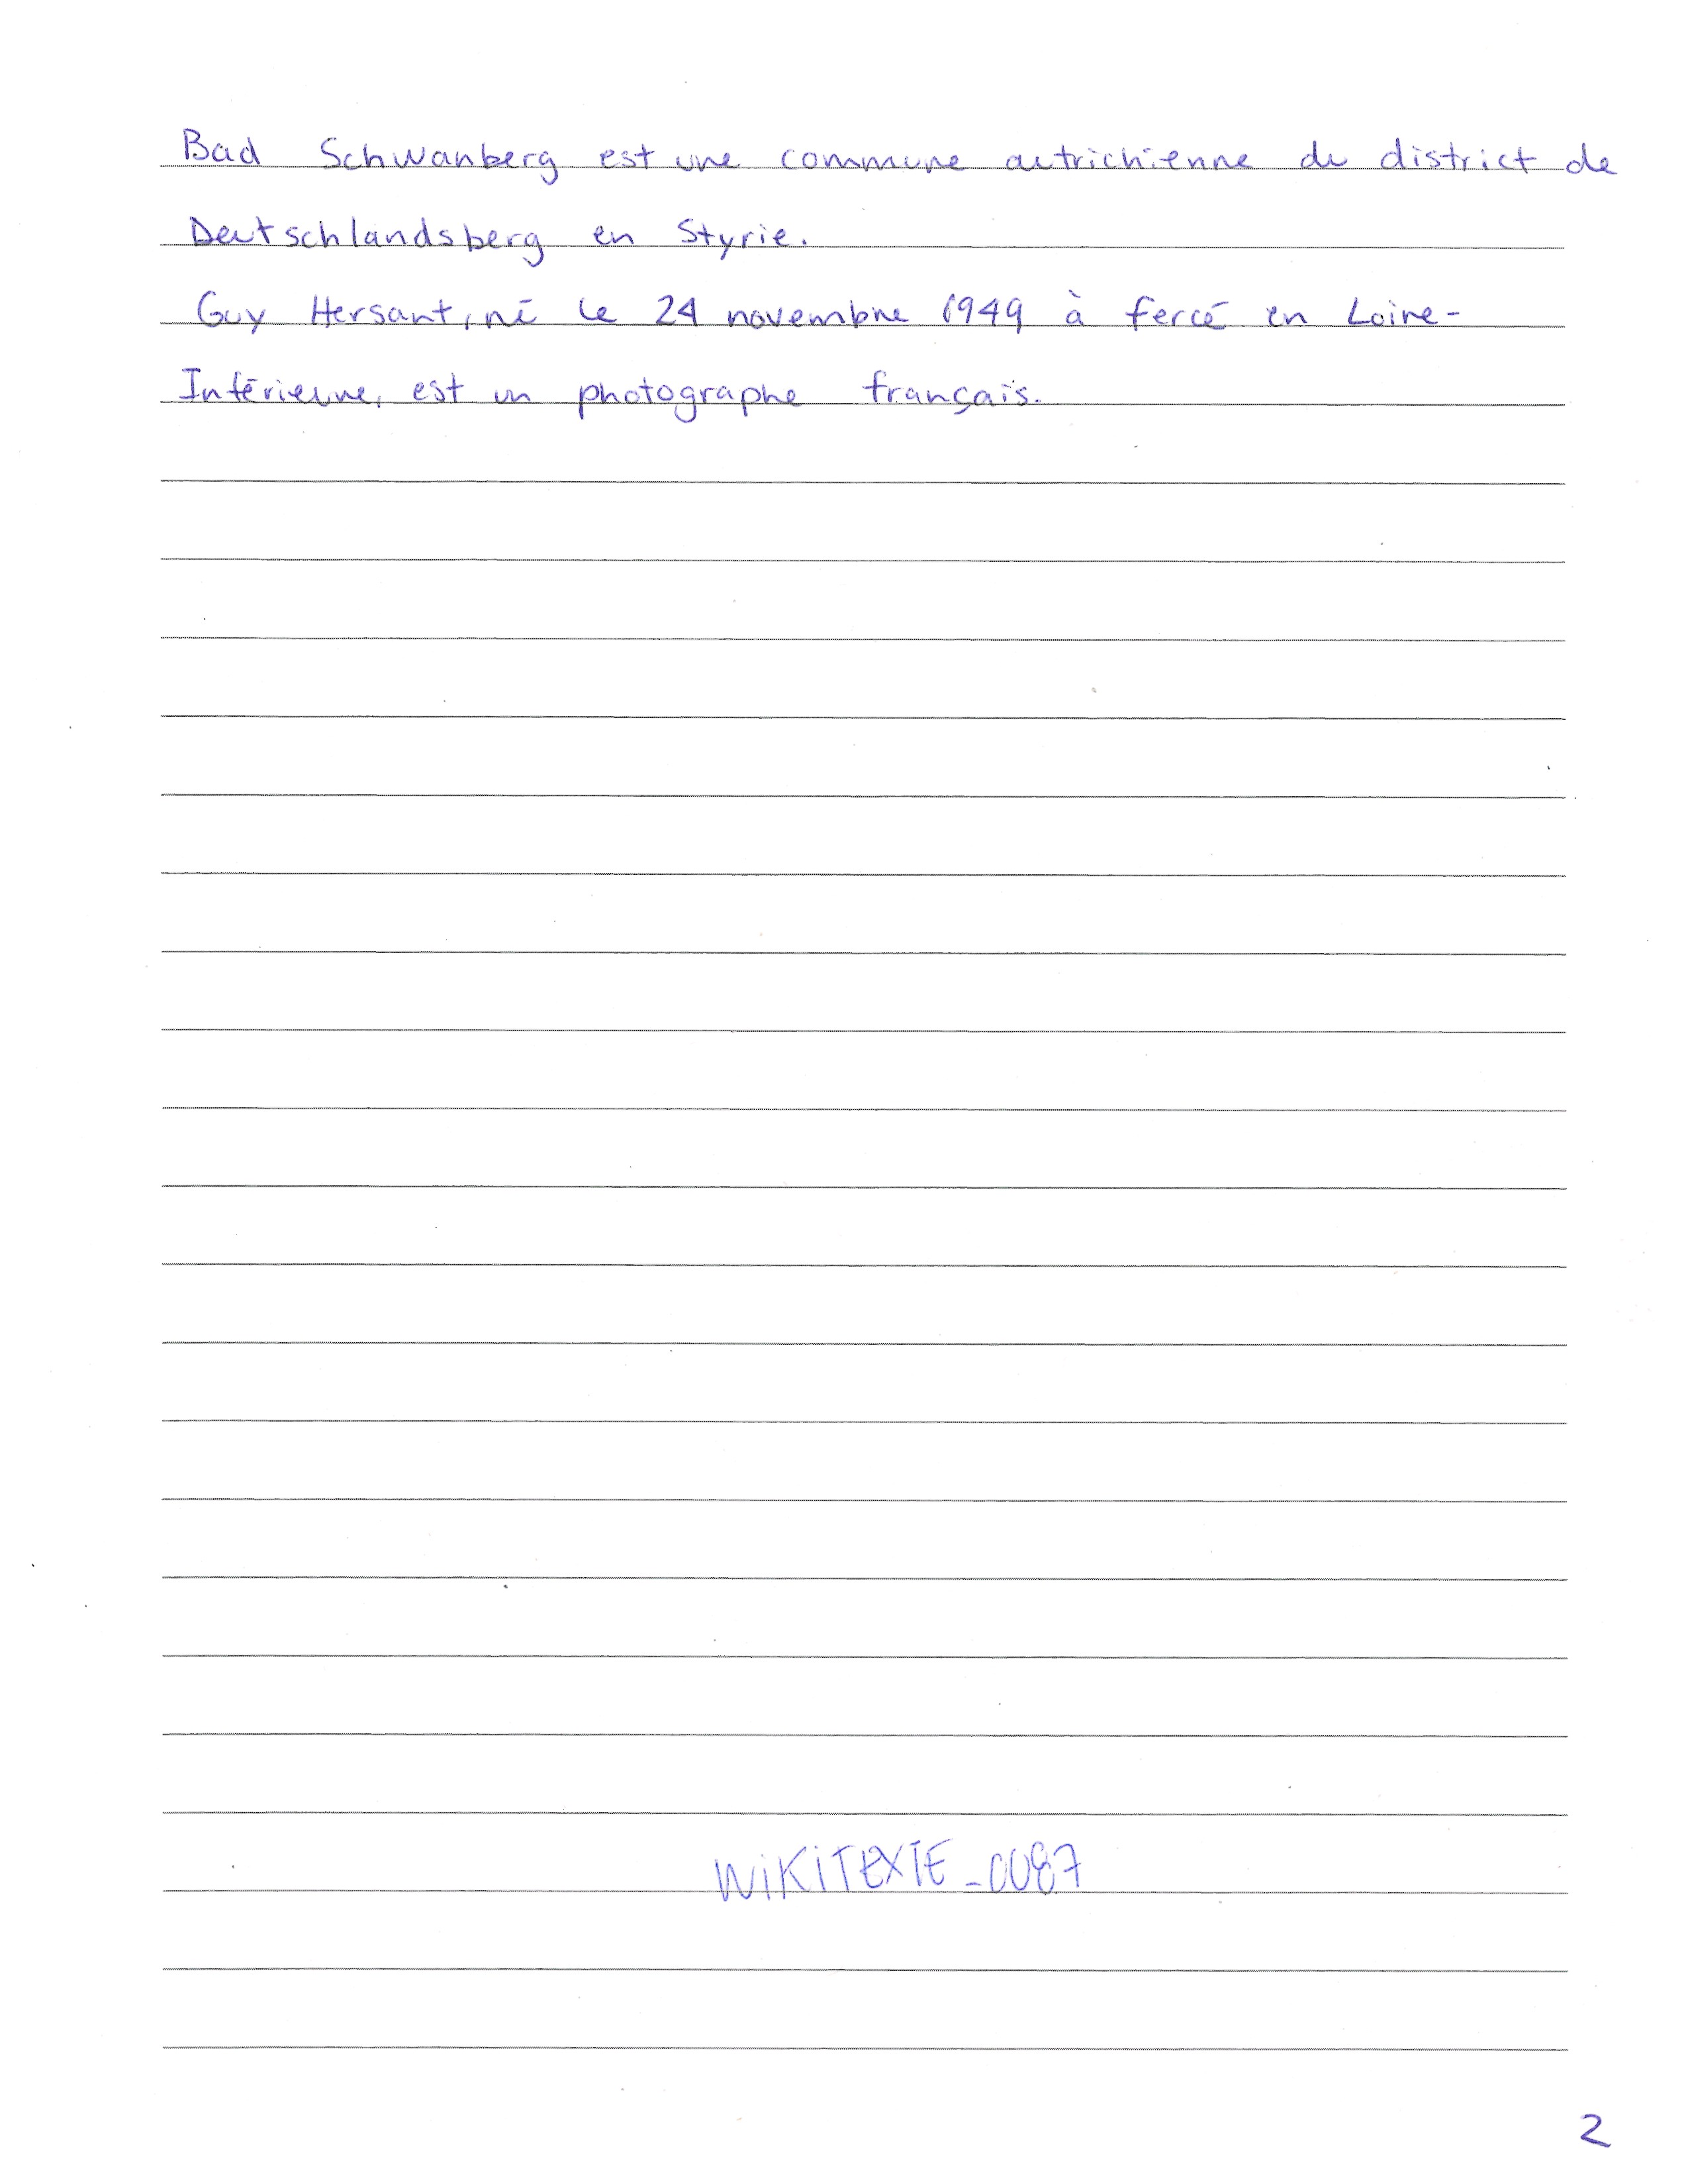 Bad Schwanberg est une commune autrichienne du district de
Deutschlandsberg en Styrie.
Guy Hersant, né le 24 novembre 1949 à fercé en Loire-
Inférieure, est un photographe français.
WiKiTEXTE_0087
2